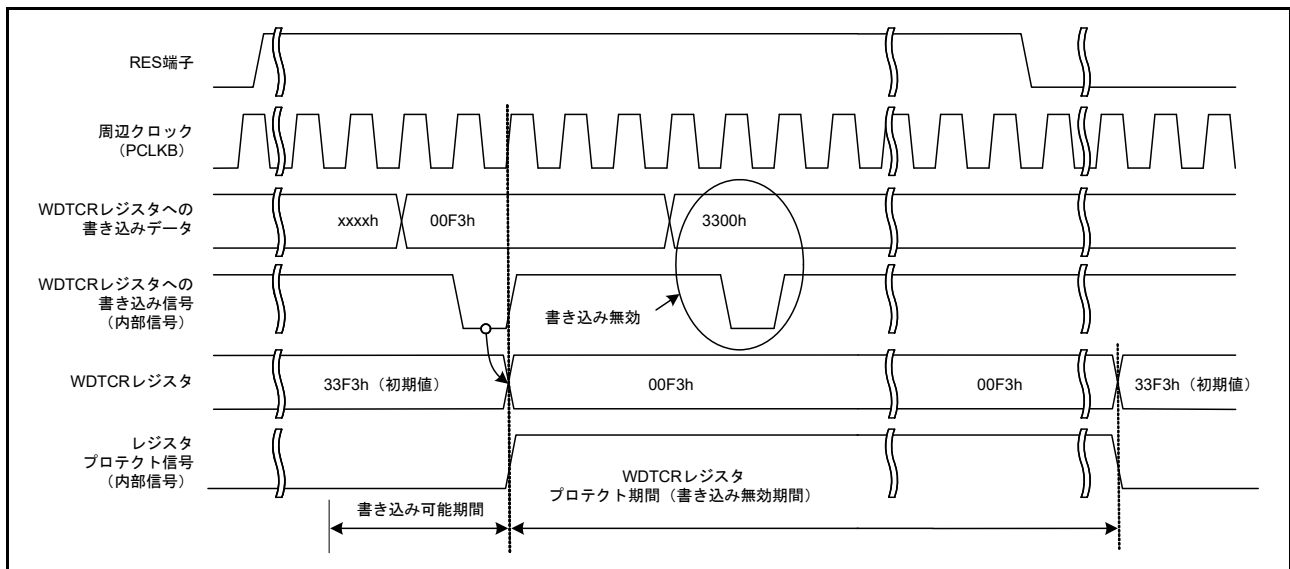 RES端子
周辺クロック
（PCLKB）
WDTCRレジスタへの
書き込みデータ
xxxxh
00F3h
3300h
WDTCRレジスタへの
書き込み信号
（内部信号）
書き込み無効
WDTCRレジスタ
33F3h（初期値）
00F3h
00F3h
33F3h（初期値）
レジスタ
プロテクト信号
（内部信号）
WDTCRレジスタ
プロテクト期間（書き込み無効期間）
書き込み可能期間